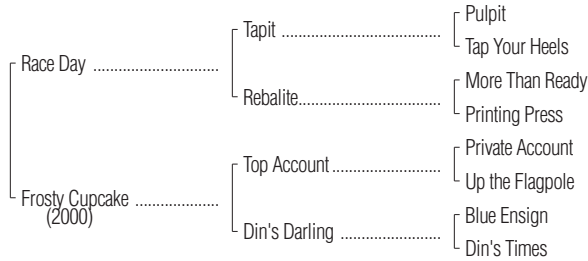 Pulpit
Tapit
Tap Your Heels
Race Day
More Than Ready
Rebalite
Printing Press
Private Account
Top Account
Up the Flagpole
Frosty Cupcake
(2000)
Blue Ensign
Din's Darling
Din's Times